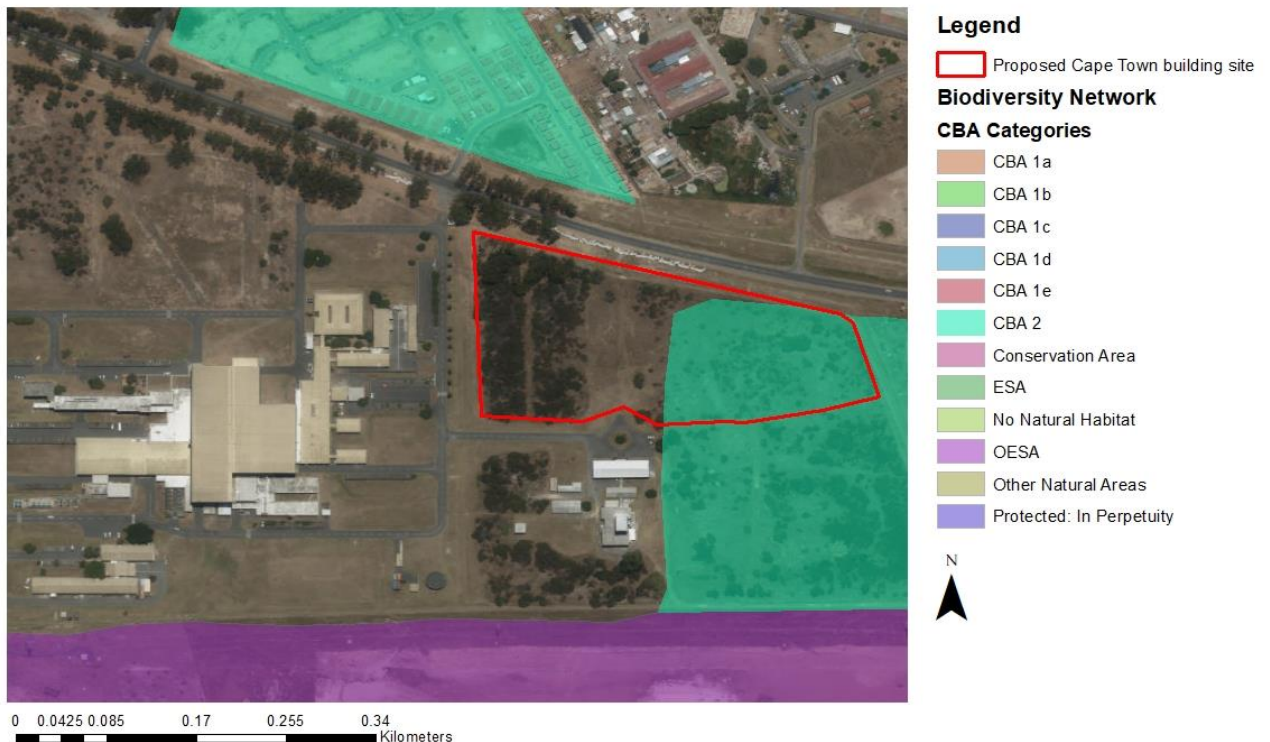 Legend
Proposed Cape Town building site
Biodiversity Network
CBA Categories
CBA 1a
CBA 1b
CBA 1c
CBA 1d
CBA 1e
CBA 2
Conservation Area
ESA
No Natural Habitat
OESA
Other Natural Areas
Protected: In Perpetuity
N
0 0.0425 0.085 0.17 0.255 0.34
Kilometers